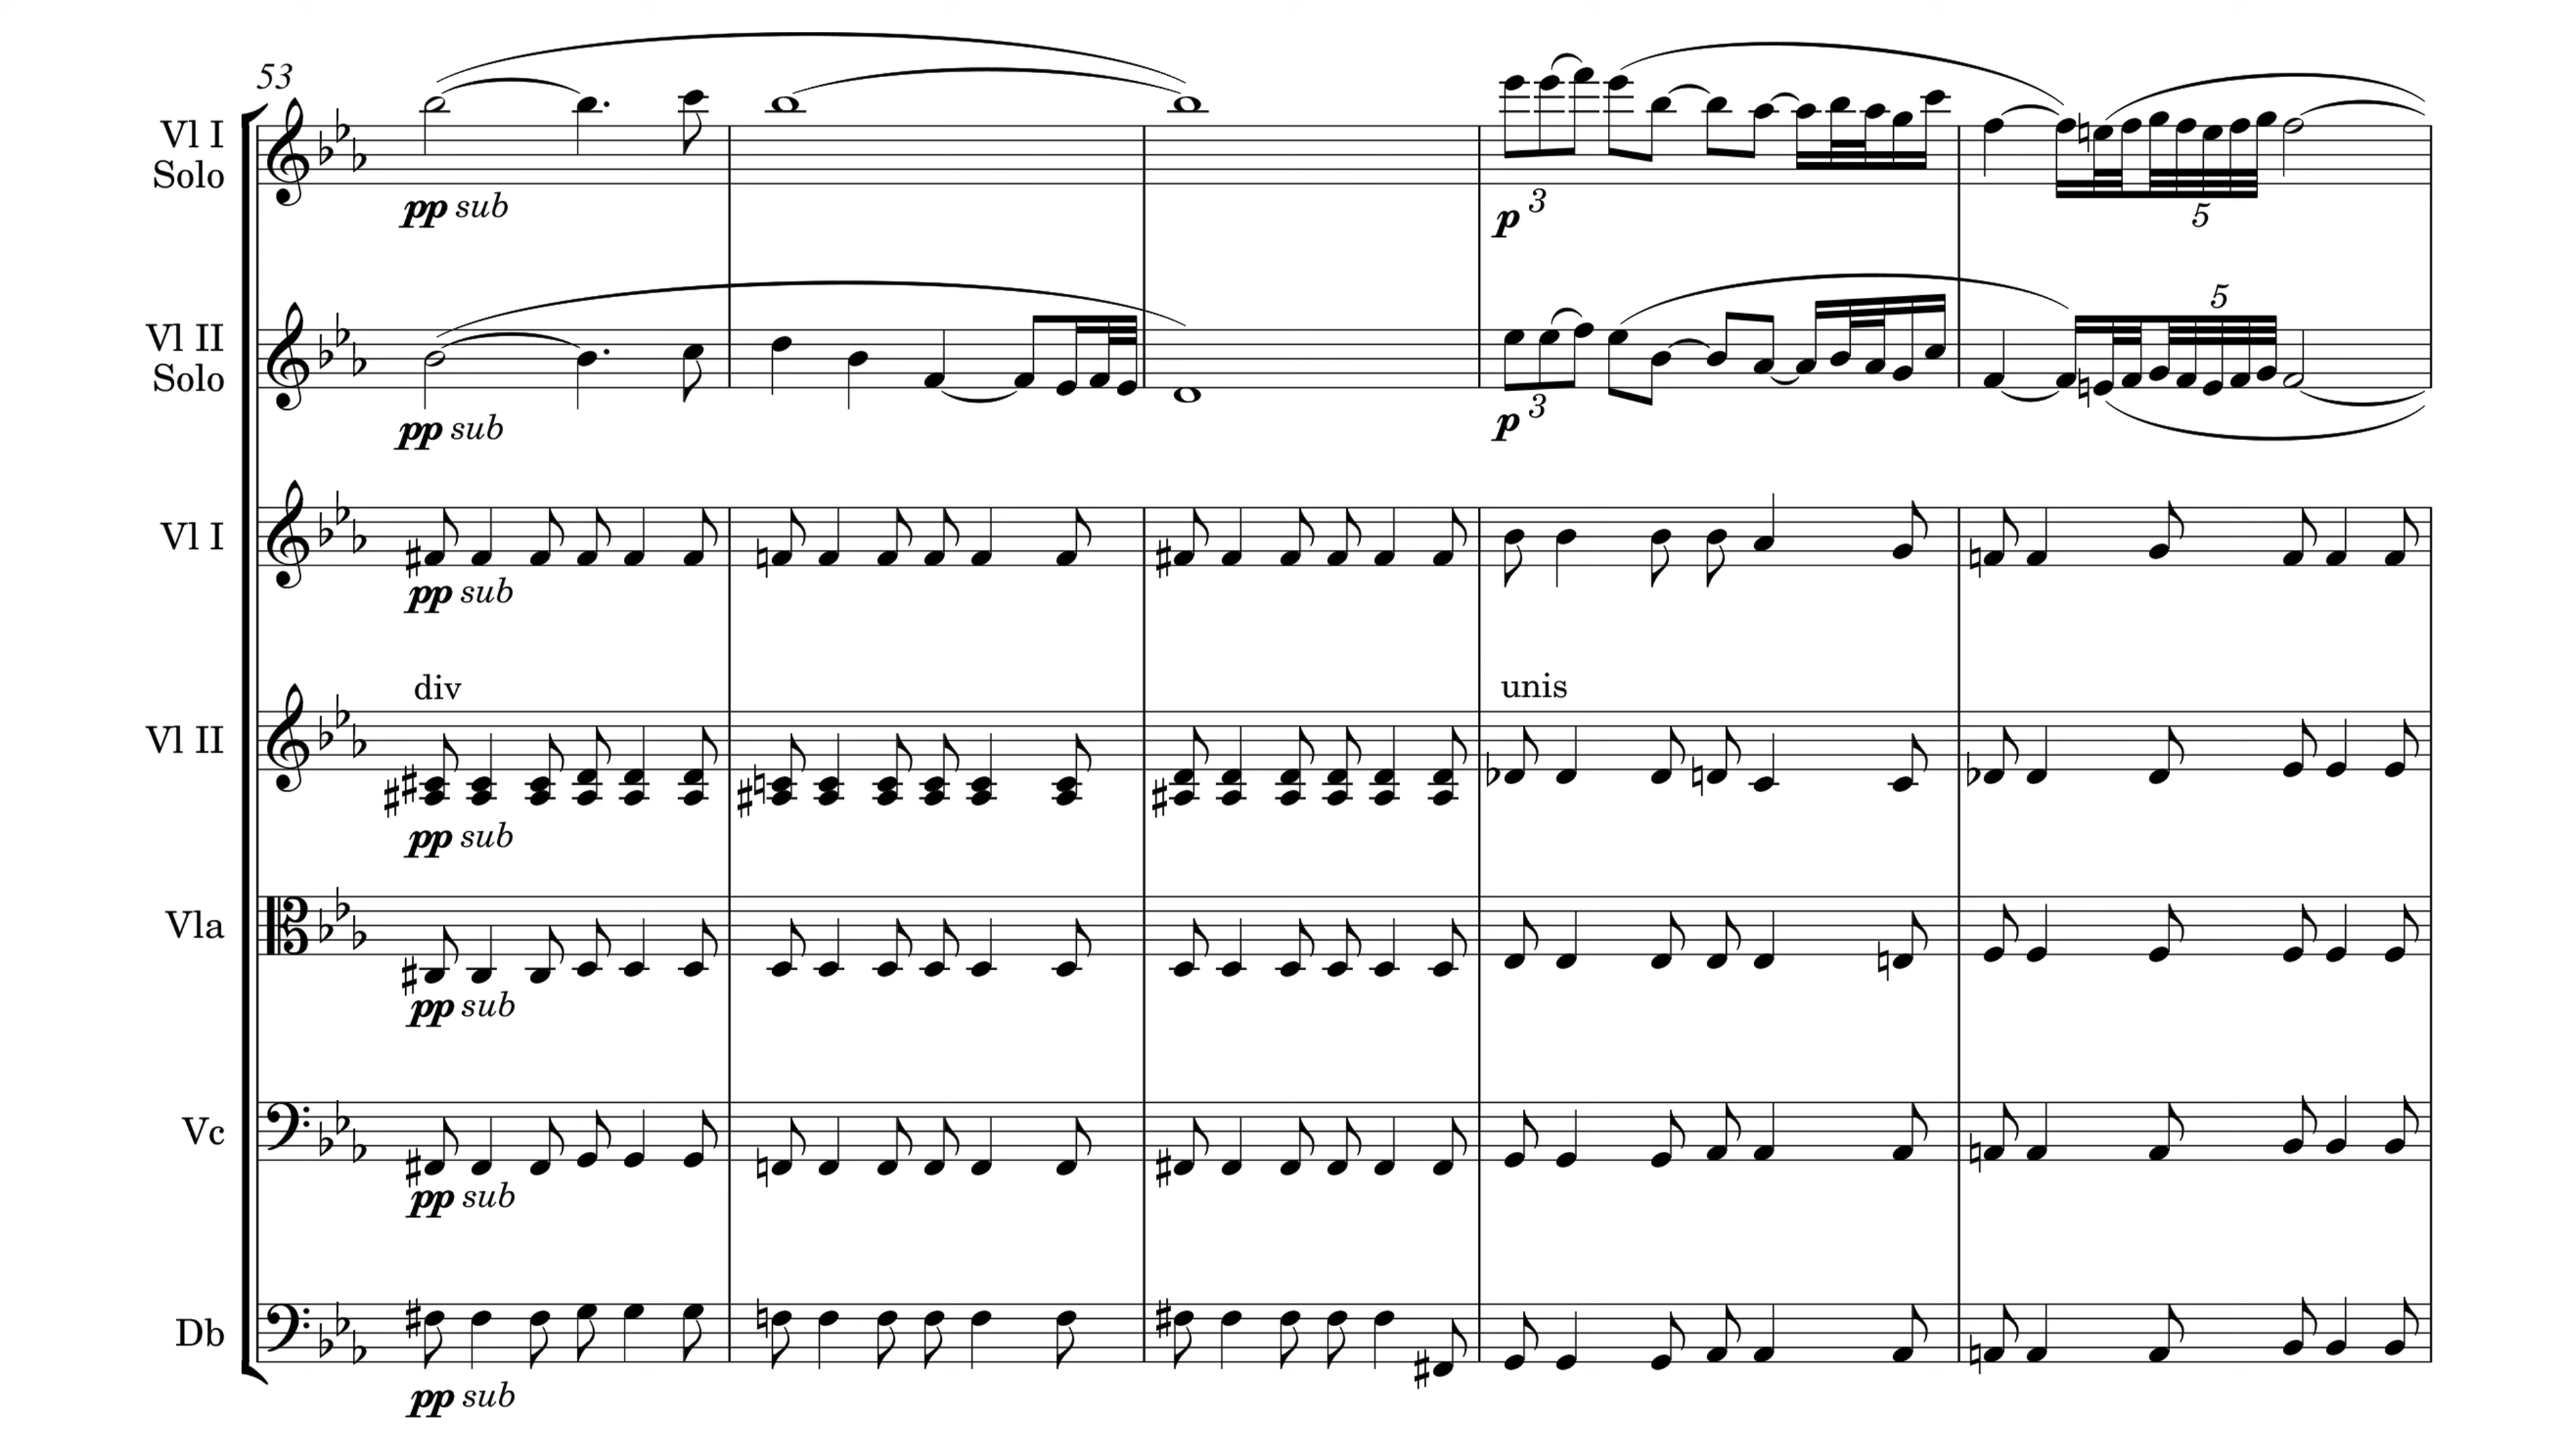 53
Vl I
Solo
pp sub
p 3
5
Vl II
Solo
pp sub
p 3
5
Vl I
pp sub
div
unis
Vl II
pp sub
Vla
pp sub
Vc
pp sub
Db
pp sub